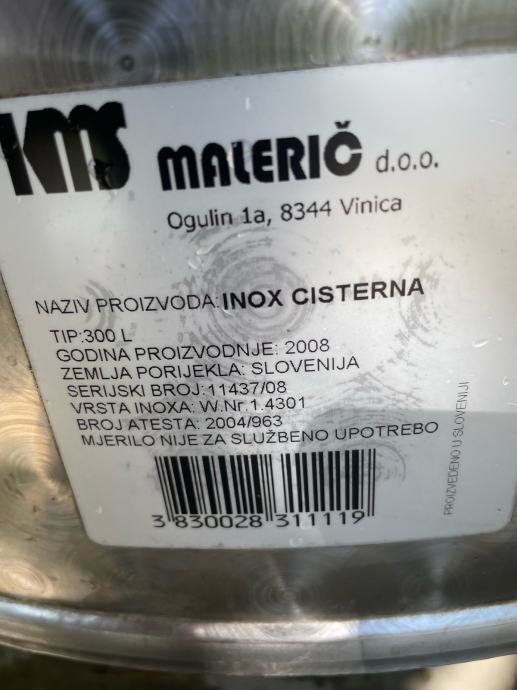 KMS MALERIČ d.o.o.
Ogulin 1a, 8344 Vinica
NAZIV PROIZVODA:INOX CISTERNA
TIP:300 L
GODINA PROIZVODNJE: 2008
ZEMLJA PORIJEKLA: SLOVENIJA
SERIJSKI BROJ:11437/08
VRSTA INOXA: W.Nr.1.4301
BROJ ATESTA: 2004/963
MJERILO NIJE ZA SLUŽBENO UPOTREBO
PROIZVEDENO U SLOVENIJI
3 830028 311119